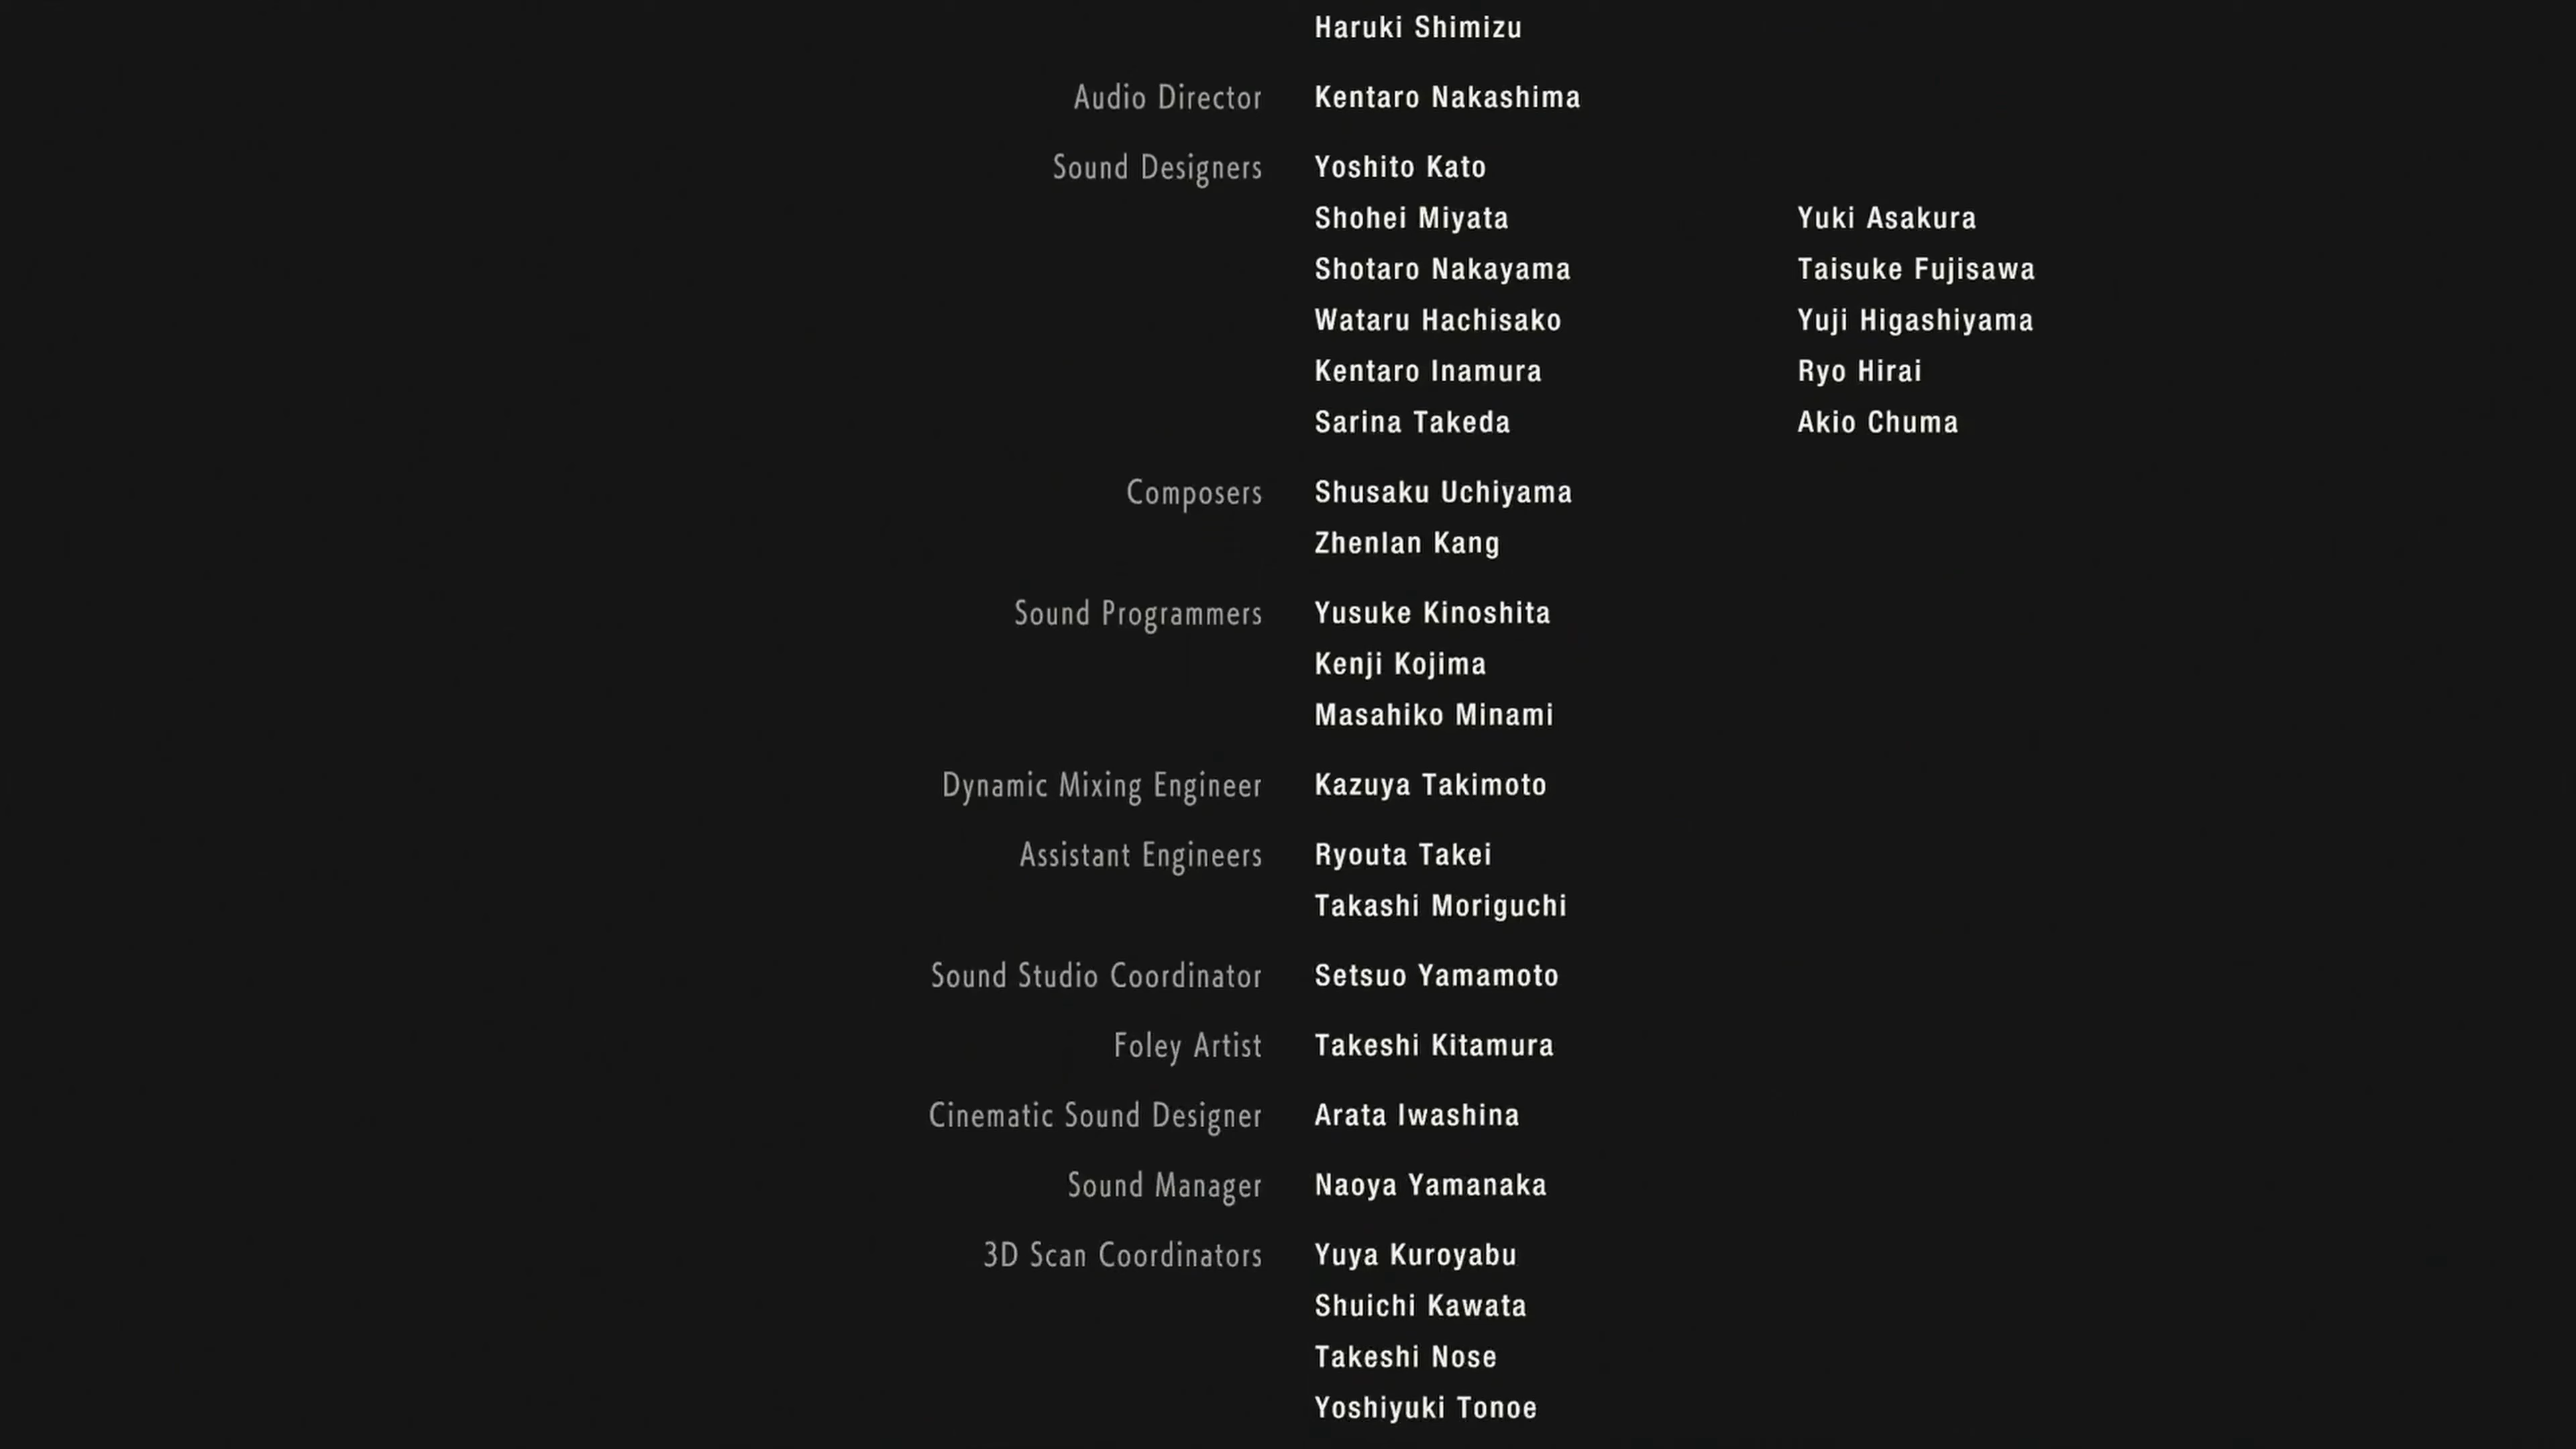 Haruki Shimizu
Audio Director Kentaro Nakashima
Sound Designers Yoshito Kato
Shohei Miyata Yuki Asakura
Shotaro Nakayama Taisuke Fujisawa
Wataru Hachisako Yuji Higashiyama
Kentaro Inamura Ryo Hirai
Sarina Takeda Akio Chuma
Composers Shusaku Uchiyama
Zhenlan Kang
Sound Programmers Yusuke Kinoshita
Kenji Kojima
Masahiko Minami
Dynamic Mixing Engineer Kazuya Takimoto
Assistant Engineers Ryouta Takei
Takashi Moriguchi
Sound Studio Coordinator Setsuo Yamamoto
Foley Artist Takeshi Kitamura
Cinematic Sound Designer Arata Iwashina
Sound Manager Naoya Yamanaka
3D Scan Coordinators Yuya Kuroyabu
Shuichi Kawata
Takeshi Nose
Yoshiyuki Tonoe